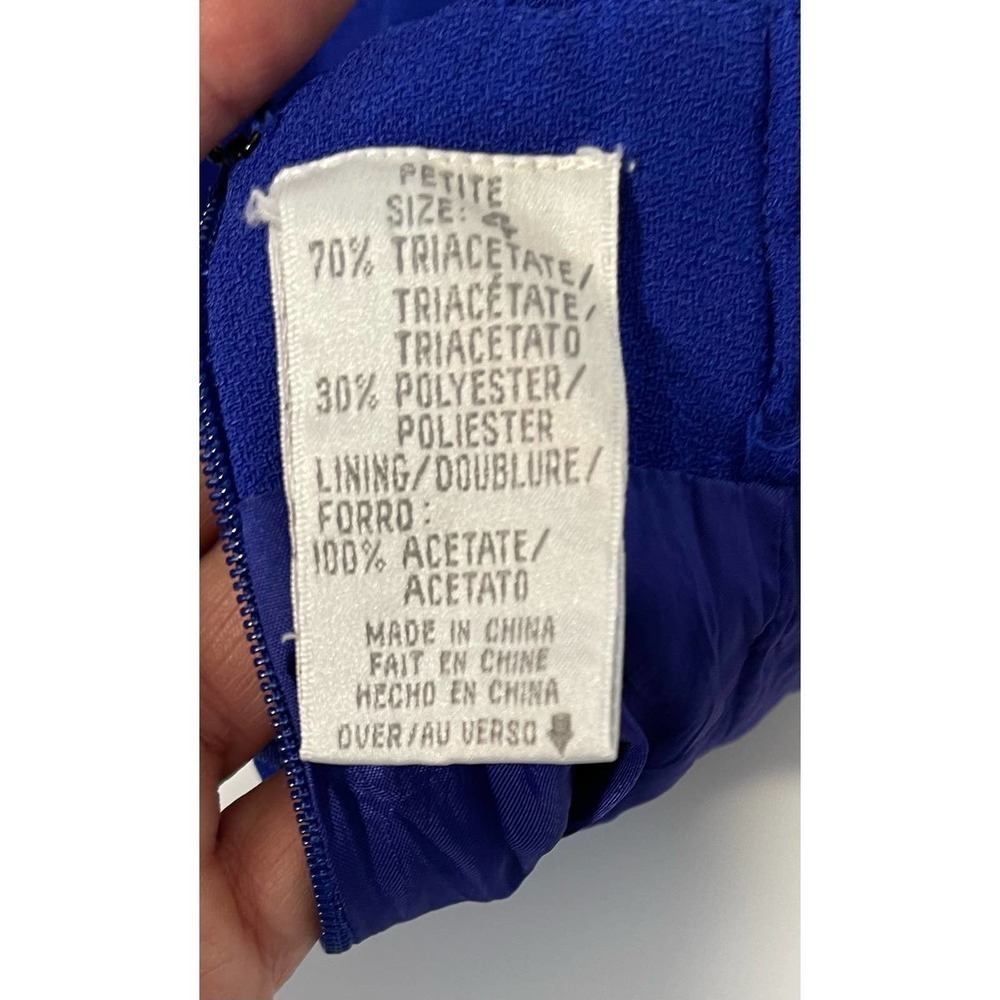 PETITE
SIZE: 4
70% TRIACETATE/
TRIACÉTATE/
TRIACETATO
30% POLYESTER/
POLIESTER
LINING/DOUBLURE/
FORRO:
100% ACETATE/
ACETATO
MADE IN CHINA
FAIT EN CHINE
HECHO EN CHINA
OVER/AU VERSO